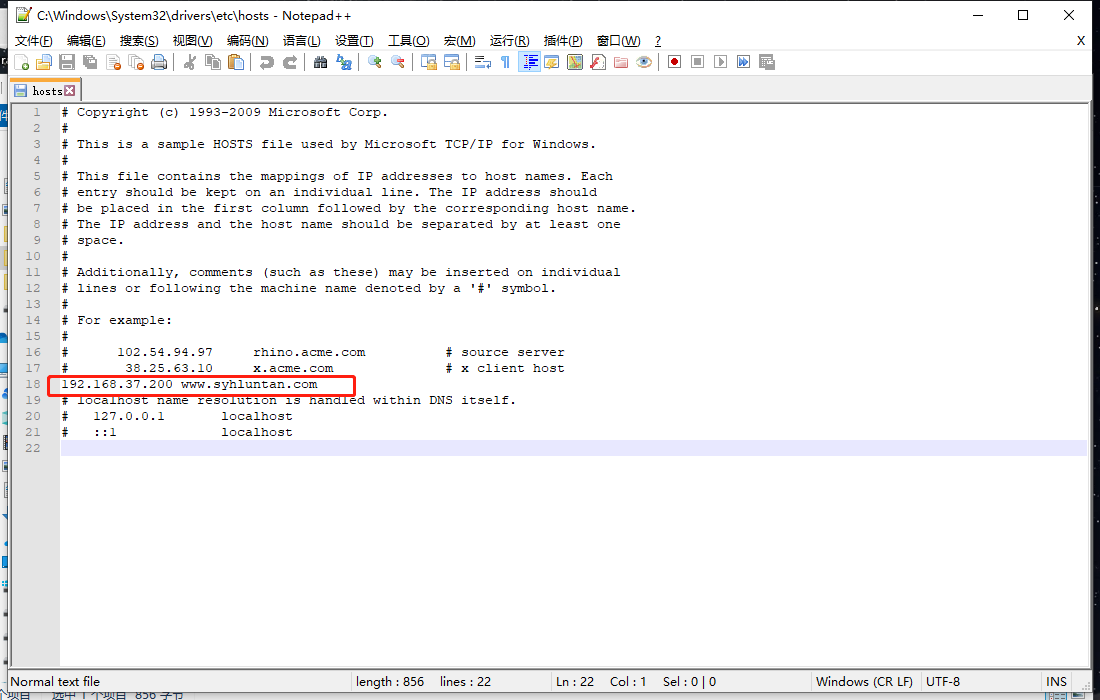 C:\Windows\System32\drivers\etc\hosts - Notepad++
文件(F) 编辑(E) 搜索(S) 视图(V) 编码(N) 语言(L) 设置(T) 工具(O) 宏(M) 运行(R) 插件(P) 窗口(W) ? X
hosts
1 # Copyright (c) 1993-2009 Microsoft Corp.
2 #
3 # This is a sample HOSTS file used by Microsoft TCP/IP for Windows.
4 #
5 # This file contains the mappings of IP addresses to host names. Each
6 # entry should be kept on an individual line. The IP address should
7 # be placed in the first column followed by the corresponding host name.
8 # The IP address and the host name should be separated by at least one
9 # space.
10 #
11 # Additionally, comments (such as these) may be inserted on individual
12 # lines or following the machine name denoted by a '#' symbol.
13 #
14 # For example:
15 #
16 # 102.54.94.97 rhino.acme.com # source server
17 # 38.25.63.10 x.acme.com # x client host
18 192.168.37.200 www.syhluntan.com
19 # localhost name resolution is handled within DNS itself.
20 # 127.0.0.1 localhost
21 # ::1 localhost
22
Normal text file length : 856 lines : 22 Ln : 22 Col : 1 Sel : 0 | 0 Windows (CR LF) UTF-8 INS
个项目 选中 1 个项目 856 字节